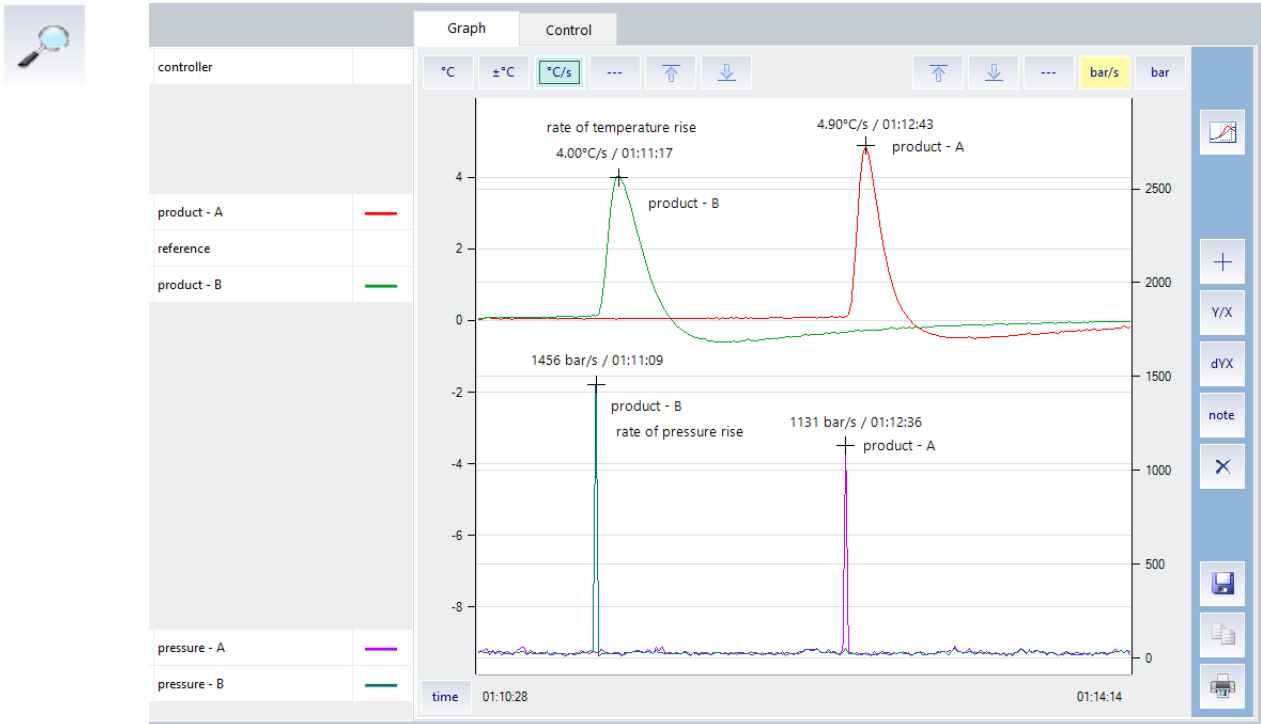 Graph
Control
controller
°C
±°C
°C/s
---
---
bar/s
bar
4.90°C/s / 01:12:43
rate of temperature rise
product - A
4.00°C/s / 01:11:17
4
2500
product - B
product - A
reference
2
product - B
2000
0
Y/X
1456 bar/s / 01:11:09
dYX
1500
-2
product - B
note
1131 bar/s / 01:12:36
rate of pressure rise
product - A
-4
1000
-6
500
-8
pressure - A
0
pressure - B
time
01:10:28
01:14:14